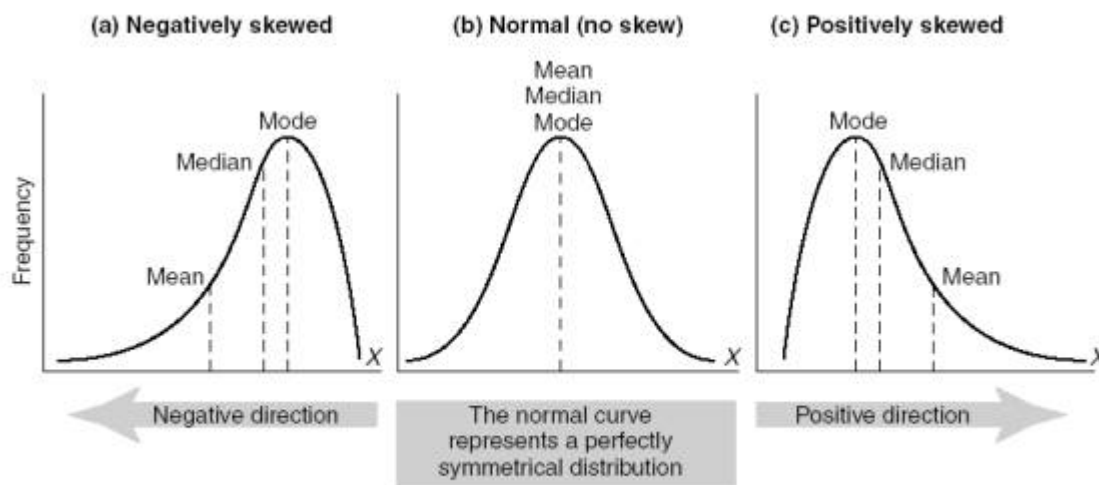 (a) Negatively skewed
(b) Normal (no skew)
(c) Positively skewed
Frequency
Mean
Median
Mode
X
Negative direction
Mean
Median
Mode
X
The normal curve
represents a perfectly
symmetrical distribution
Mode
Median
Mean
X
Positive direction